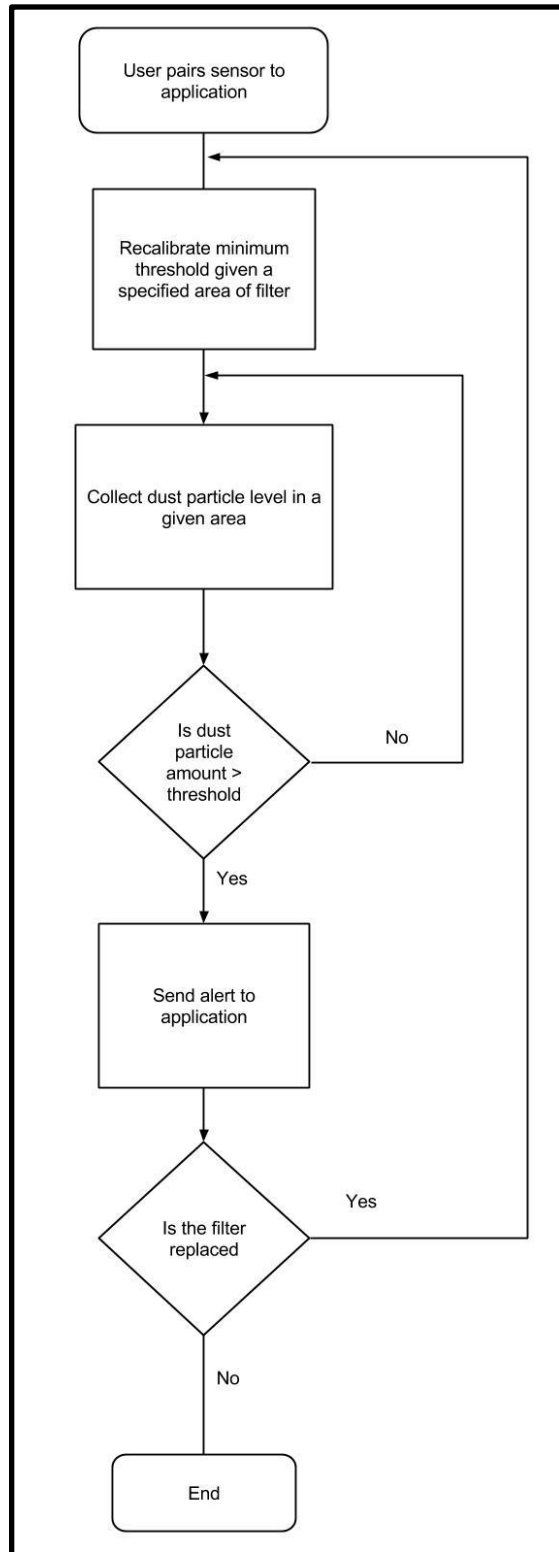 User pairs sensor to
application
Recalibrate minimum
threshold given a
specified area of filter
Collect dust particle level in a
given area
Is dust
particle
amount >
threshold
No
Yes
Send alert to
application
Is the filter
replaced
Yes
No
End